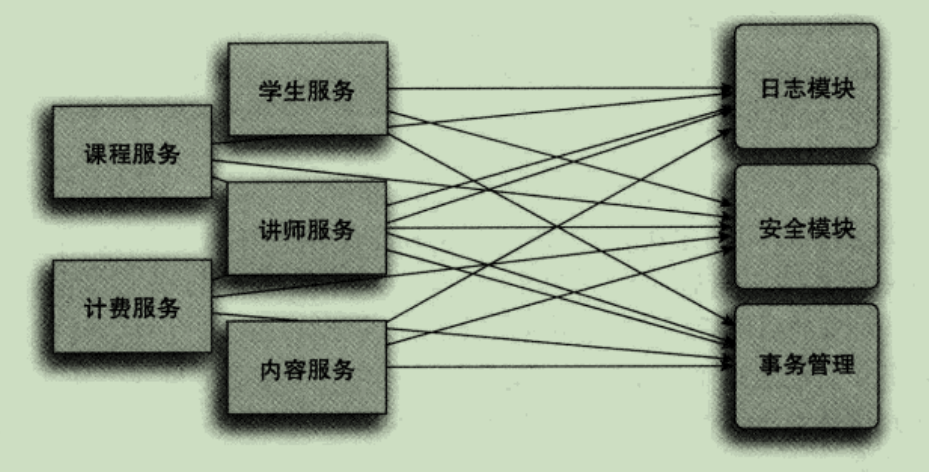 学生服务
课程服务
讲师服务
计费服务
内容服务
日志模块
安全模块
事务管理